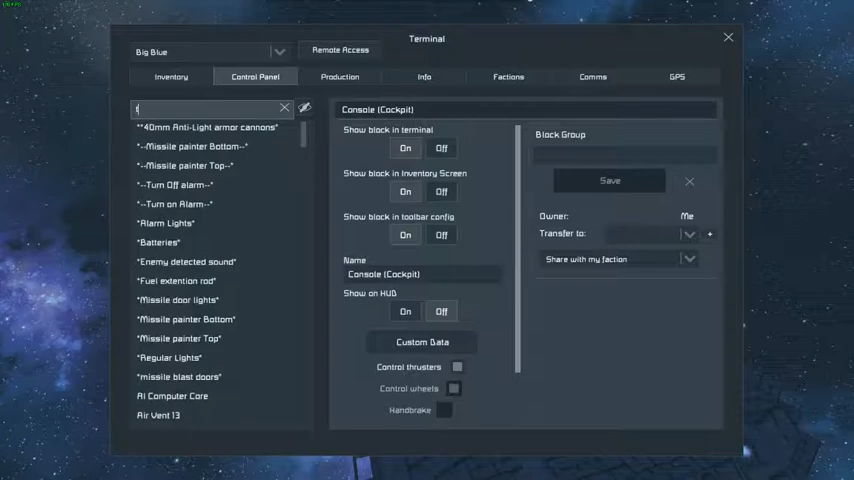 Terminal
Big Blue
Remote Access
Inventory
Control Panel
Production
Info
Factions
Comms
GPS
t
**40mm Anti-Light armor cannons*
*--Missile painter Bottom--*
*--Missile painter Top--*
*--Turn Off alarm--*
*--Turn on Alarm--*
*Alarm Lights*
*Batteries*
*Enemy detected sound*
*Fuel extention rod*
*Missile door lights*
*Missile painter Bottom*
*Missile painter Top*
*Regular Lights*
*missile blast doors*
AI Computer Core
Air Vent 13
Console (Cockpit)
Show block in terminal
On Off
Show block in Inventory Screen
On Off
Show block in toolbar config
On Off
Name
Console (Cockpit)
Show on HUD
On Off
Custom Data
Control thrusters
Control wheels
Handbrake
Block Group
Save
Owner: Me
Transfer to:
+
Share with my faction